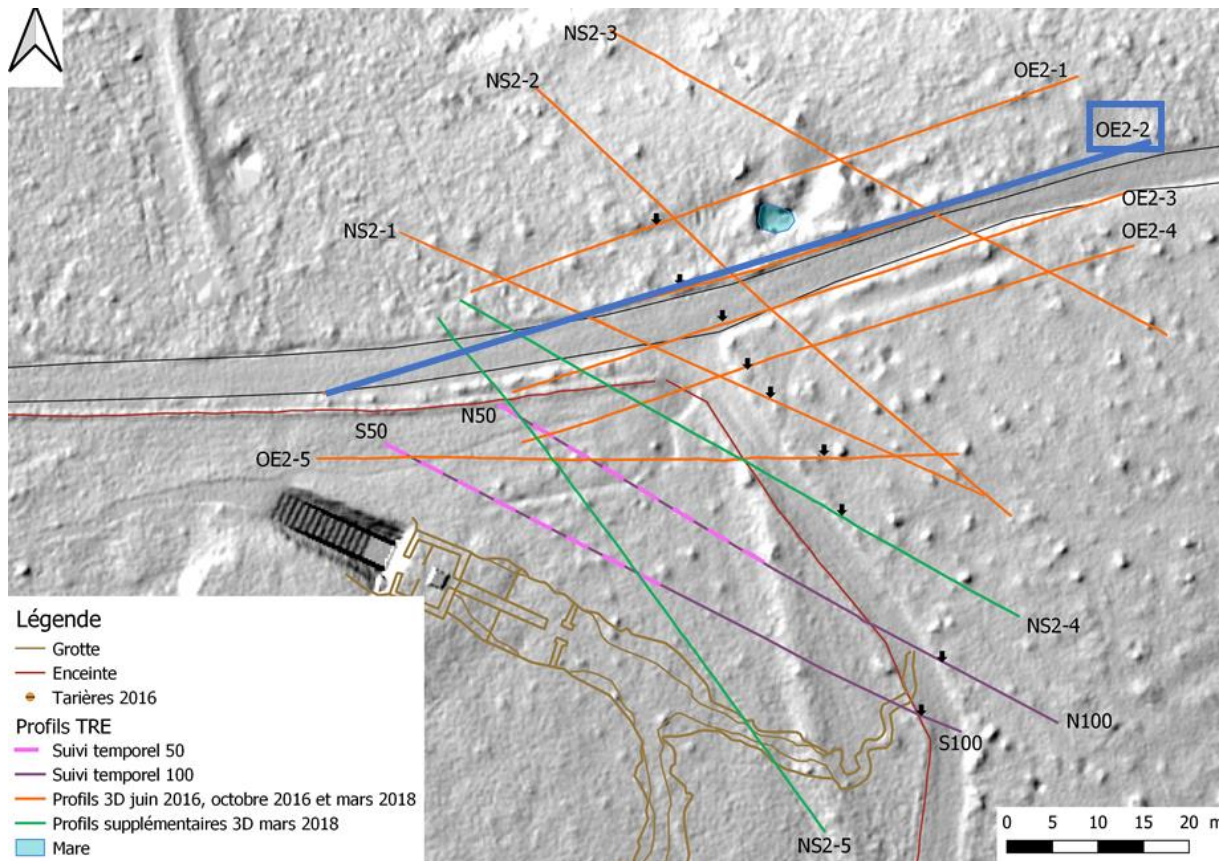 NS2-3
OE2-1
NS2-2
OE2-2
OE2-3
NS2-1
OE2-4
N50
S50
OE2-5
NS2-4
N100
S100
NS2-5
Légende
Grotte
Enceinte
Tarières 2016
Profils TRE
Suivi temporel 50
Suivi temporel 100
Profils 3D juin 2016, octobre 2016 et mars 2018
Profils supplémentaires 3D mars 2018
Mare
0 5 10 15 20 m